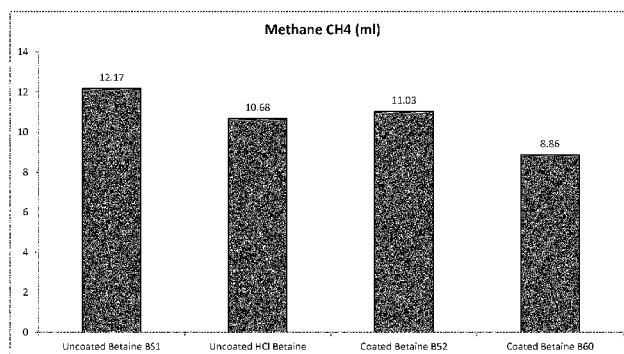 Methane CH4 (ml)
14
12
10
8
6
4
2
0
12.17
10.68
11.03
8.86
Uncoated Betaine BS1
Uncoated HCl Betaine
Coated Betaine B52
Coated Betaine B60